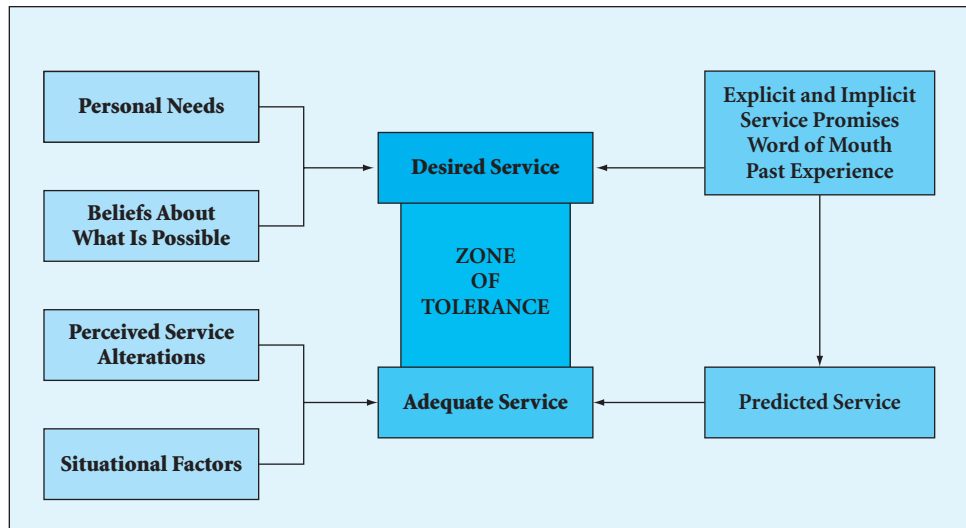 Personal Needs
Beliefs About
What Is Possible
Perceived Service
Alterations
Situational Factors
Desired Service
ZONE
OF
TOLERANCE
Adequate Service
Explicit and Implicit
Service Promises
Word of Mouth
Past Experience
Predicted Service